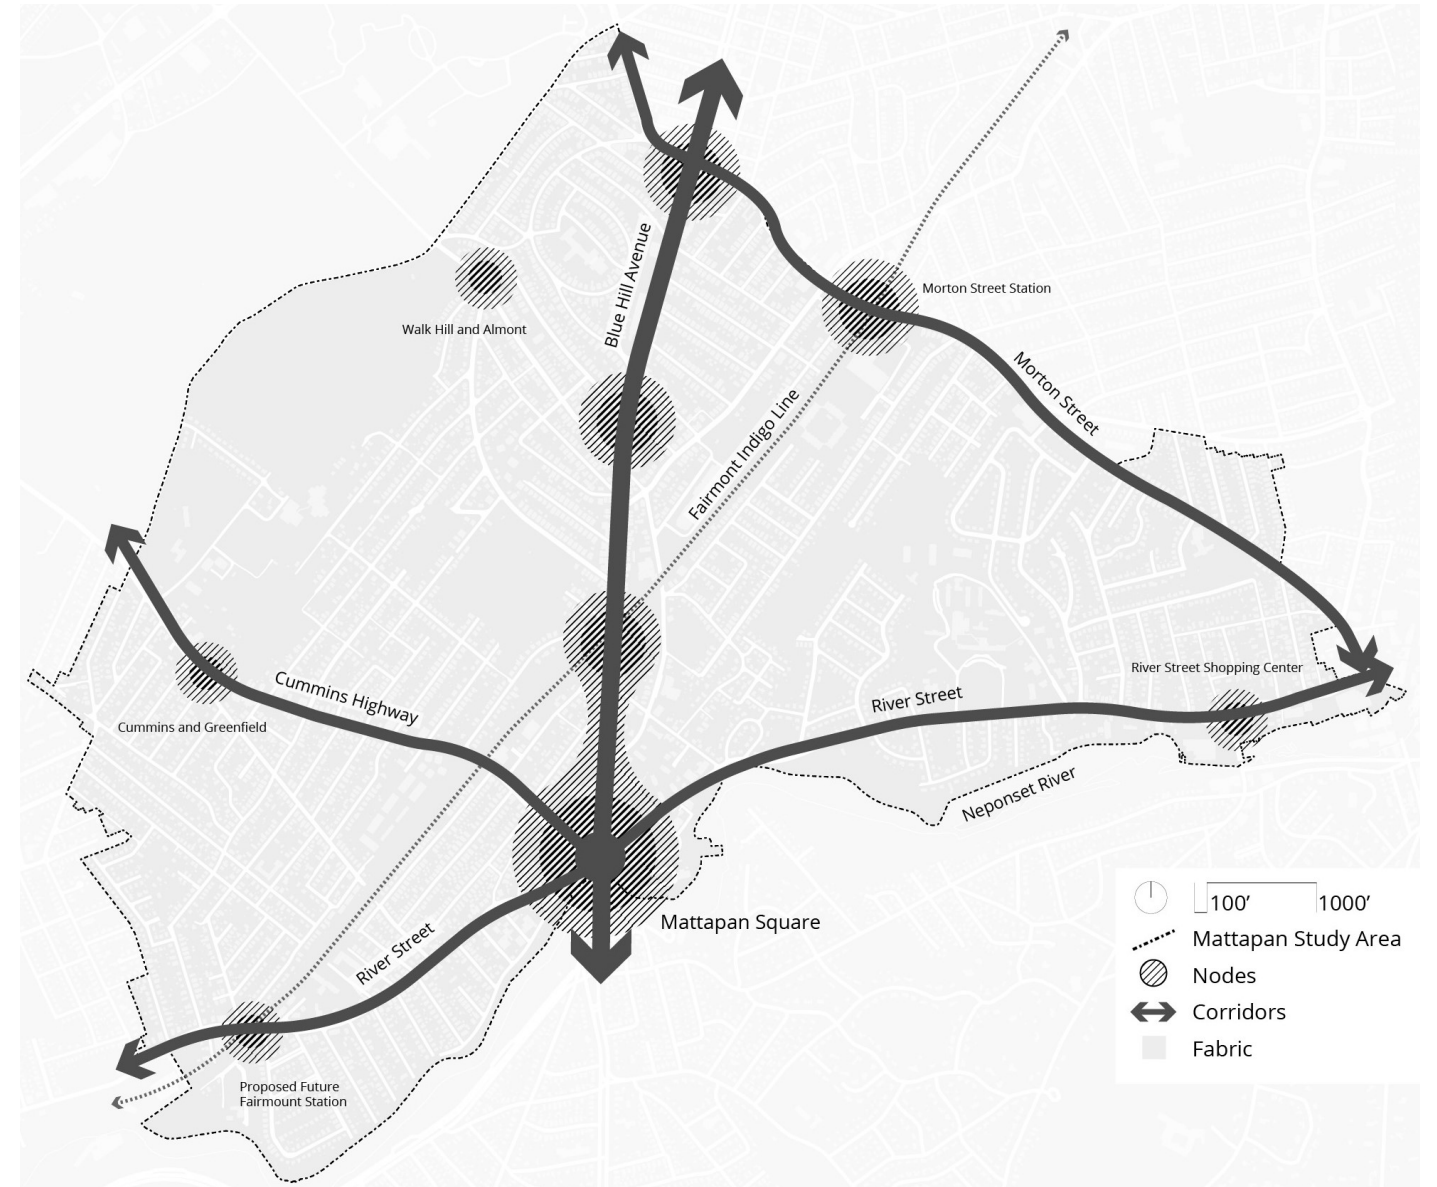 Blue Hill Avenue
Morton Street Station
Walk Hill and Almont
Morton Street
Fairmont Indigo Line
River Street Shopping Center
Cummins Highway
River Street
Cummins and Greenfield
Neponset River
Mattapan Square
River Street
Proposed Future
Fairmount Station
100’
1000’
Mattapan Study Area
Nodes
Corridors
Fabric